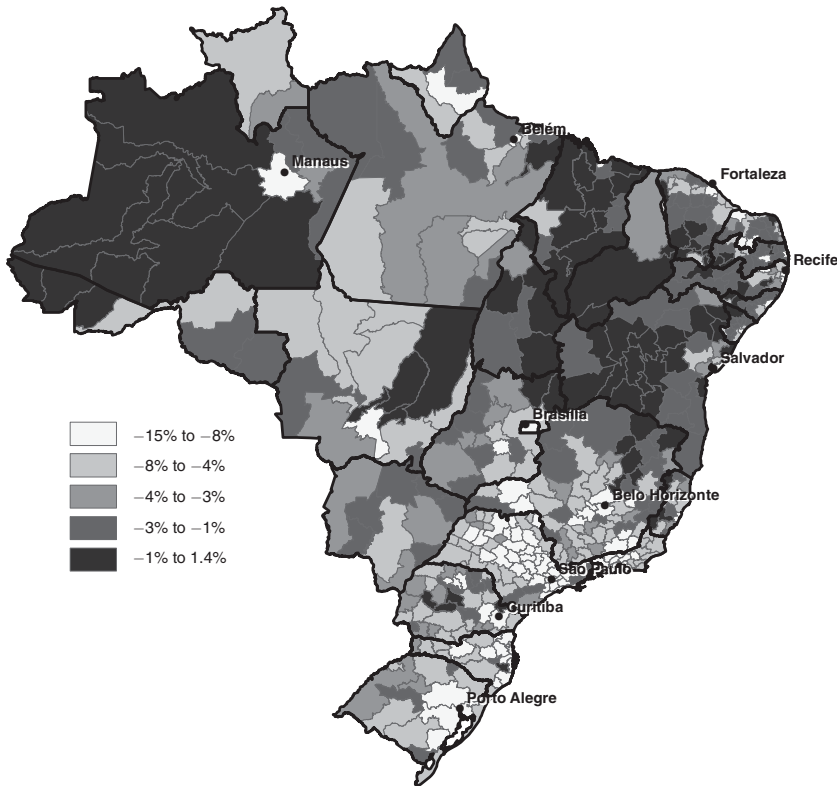 Belém
Manaus
Fortaleza
Recife
Salvador
Brasília
−15% to −8%
−8% to −4%
−4% to −3%
−3% to −1%
−1% to 1.4%
Belo Horizonte
São Paulo
Curitiba
Porto Alegre